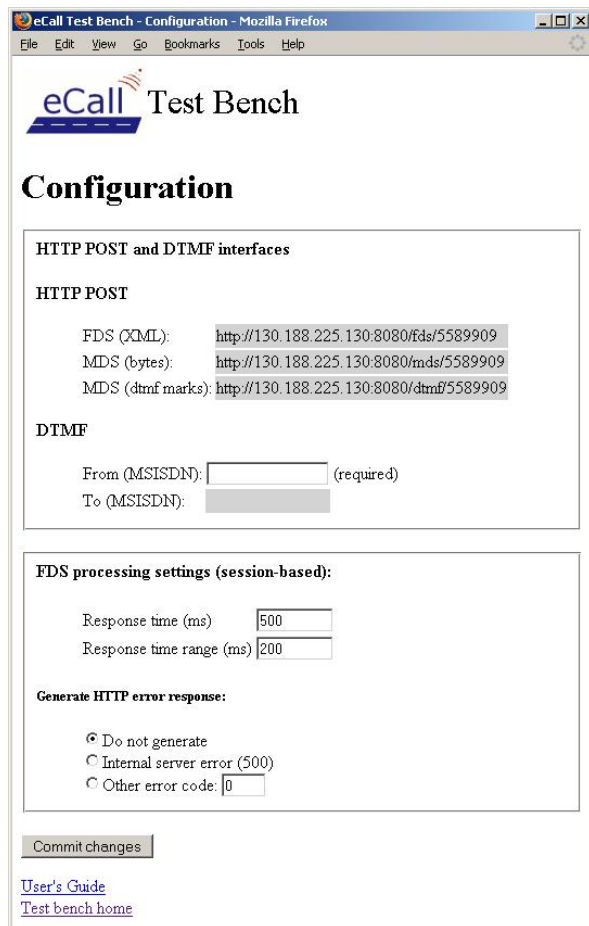 eCall Test Bench - Configuration - Mozilla Firefox
File Edit View Go Bookmarks Tools Help
eCall Test Bench
Configuration
HTTP POST and DTMF interfaces
HTTP POST
FDS (XML): http://130.188.225.130:8080/fds/5589909
MDS (bytes): http://130.188.225.130:8080/mds/5589909
MDS (dtmf marks): http://130.188.225.130:8080/dtmf/5589909
DTMF
From (MSISDN): (required)
To (MSISDN):
FDS processing settings (session-based):
Response time (ms) 500
Response time range (ms) 200
Generate HTTP error response:
Do not generate
Internal server error (500)
Other error code: 0
Commit changes
User's Guide
Test bench home